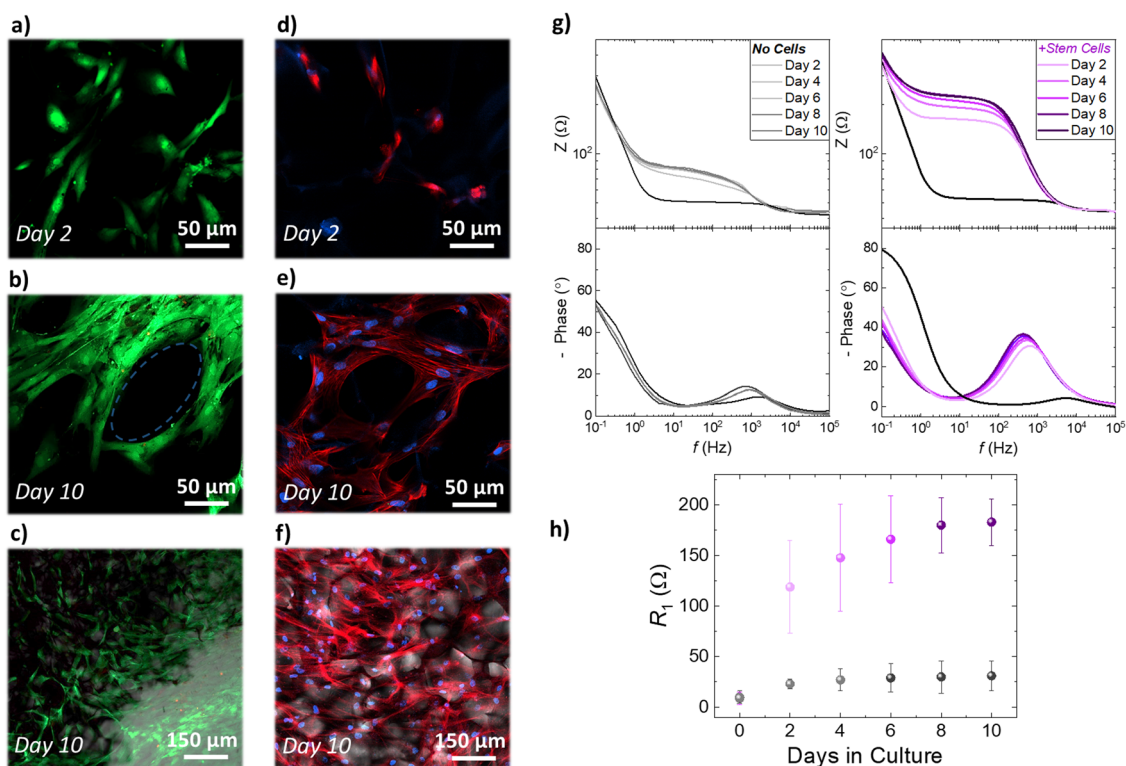 a)
Day 2
50 µm
b)
Day 10
50 µm
c)
Day 10
150 µm
d)
Day 2
50 µm
e)
Day 10
50 µm
f)
Day 10
150 µm
g)
No Cells
Day 2
Day 4
Day 6
Day 8
Day 10
Z (Ω)
10²
- Phase (°)
80
60
40
20
0
10⁻¹ 10⁰ 10¹ 10² 10³ 10⁴ 10⁵
f (Hz)
+Stem Cells
Day 2
Day 4
Day 6
Day 8
Day 10
Z (Ω)
10²
- Phase (°)
80
60
40
20
0
10⁻¹ 10⁰ 10¹ 10² 10³ 10⁴ 10⁵
f (Hz)
h)
R₁ (Ω)
200
150
100
50
0
0 2 4 6 8 10
Days in Culture